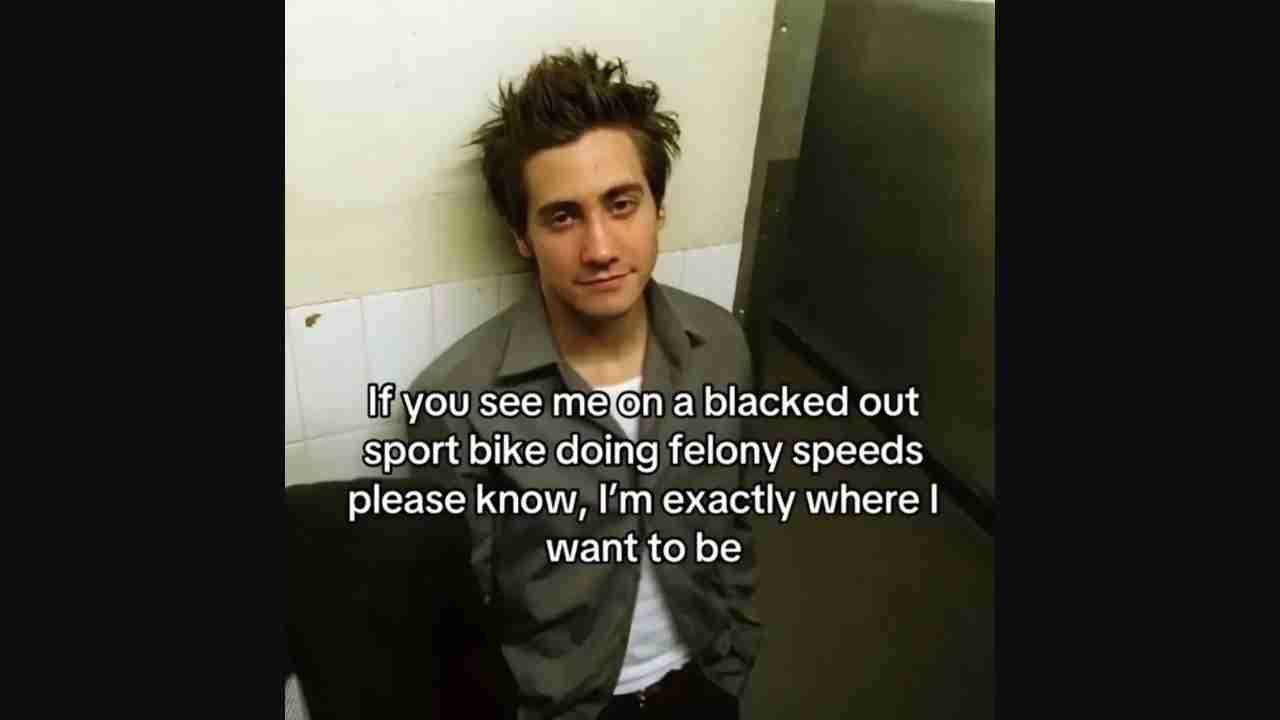 If you see me on a blacked out
sport bike doing felony speeds
please know, I’m exactly where I
want to be